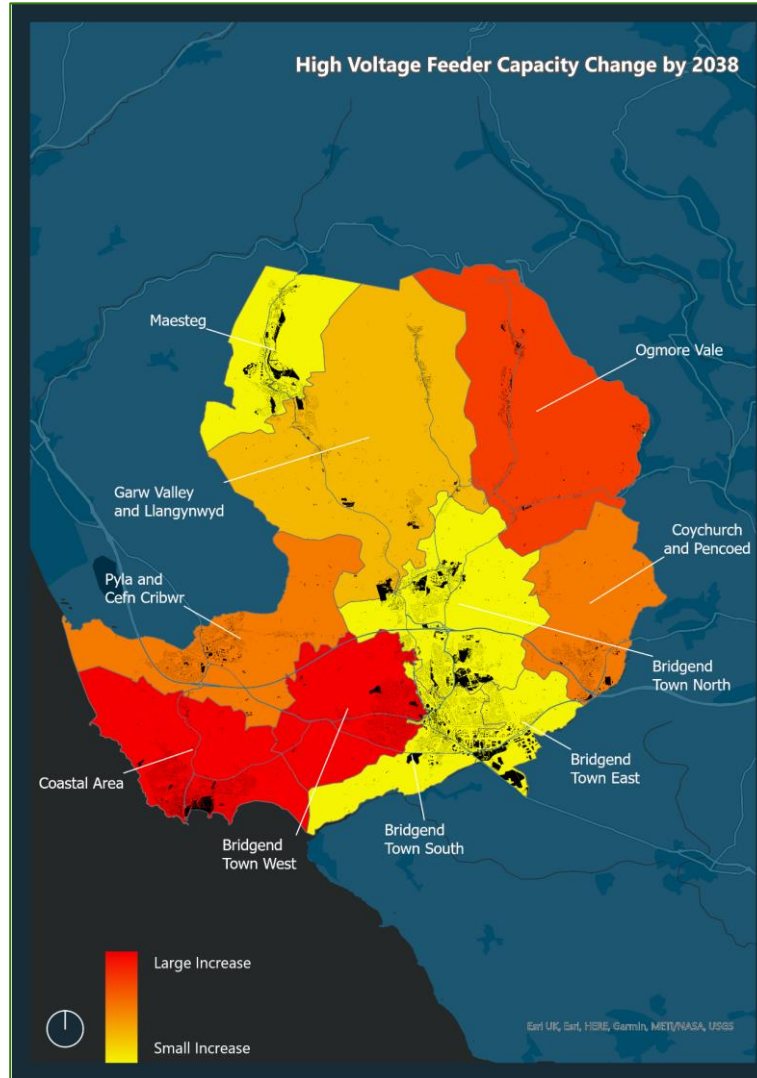 High Voltage Feeder Capacity Change by 2038
Maesteg
Ogmore Vale
Garw Valley
and Llangynwyd
Coychurch
and Pencoed
Pyla and
Cefn Cribwr
Bridgend
Town North
Coastal Area
Bridgend
Town East
Bridgend
Town South
Bridgend
Town West
Large Increase
Small Increase
Esri UK, Esri, HERE, Garmin, METI/NASA, USGS